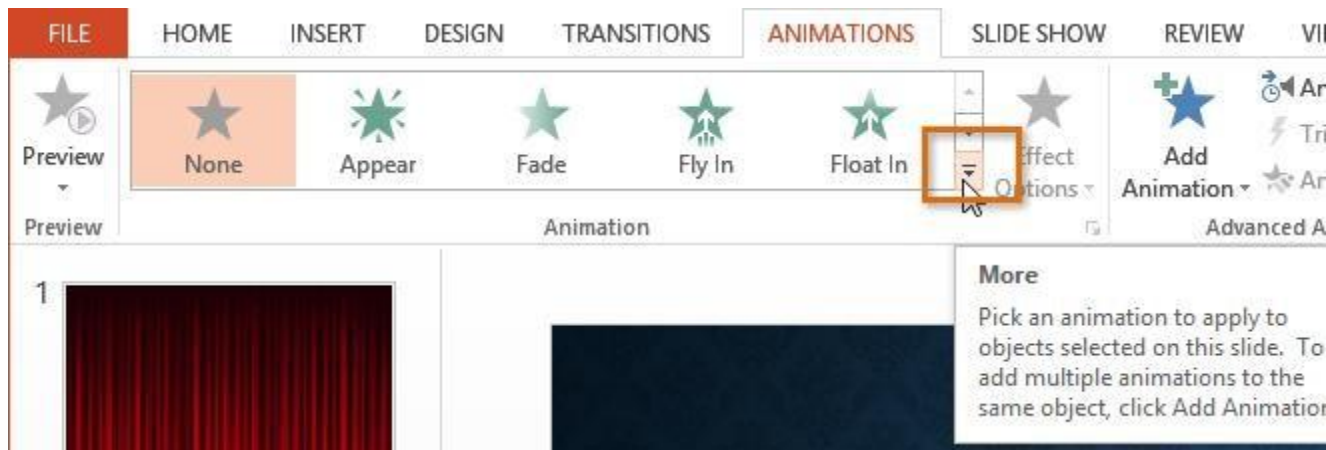 FILE HOME INSERT DESIGN TRANSITIONS ANIMATIONS SLIDE SHOW REVIEW
Preview None Appear Fade Fly In Float In Effect Options Add Animation
Preview Animation Advanced
1
More
Pick an animation to apply to
objects selected on this slide. To
add multiple animations to the
same object, click Add